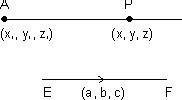 A P
(x₁, y₁, z₁) (x, y, z)
E (a, b, c) F